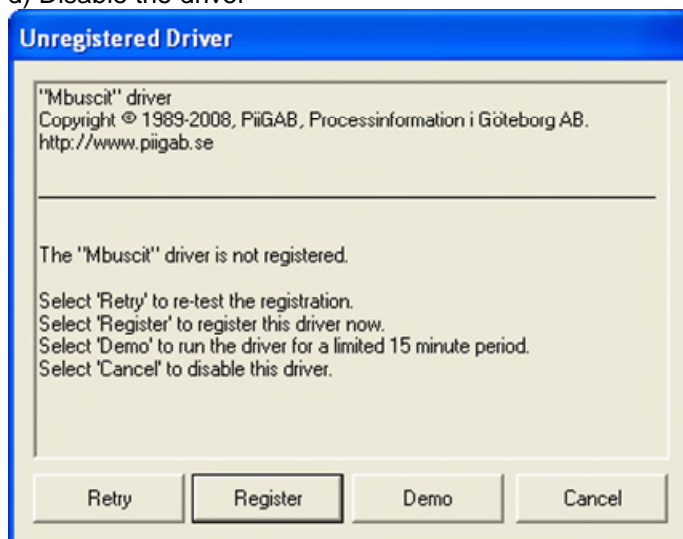 d) Disable the driver
Unregistered Driver
"Mbuscit" driver
Copyright © 1989-2008, PiiGAB, Processinformation i Göteborg AB.
http://www.piigab.se
The "Mbuscit" driver is not registered.
Select 'Retry' to re-test the registration.
Select 'Register' to register this driver now.
Select 'Demo' to run the driver for a limited 15 minute period.
Select 'Cancel' to disable this driver.
Retry
Register
Demo
Cancel